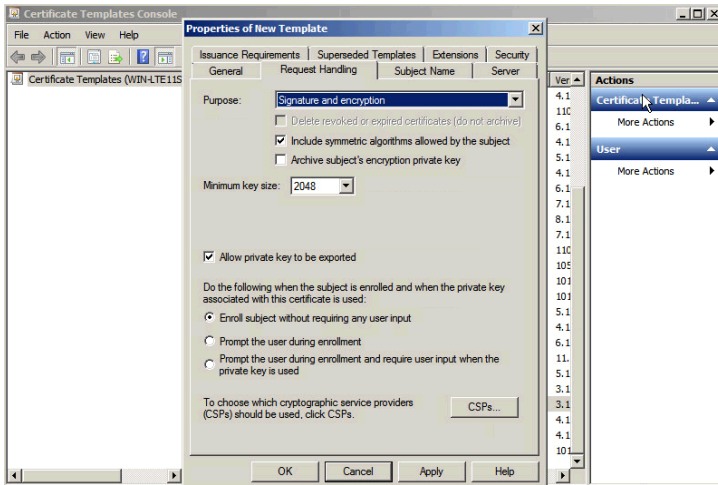 Certificate Templates Console
File Action View Help
Certificate Templates (WIN-LTE11S
Properties of New Template
Issuance Requirements Superseded Templates Extensions Security
General Request Handling Subject Name Server
Purpose: Signature and encryption
Delete revoked or expired certificates (do not archive)
Include symmetric algorithms allowed by the subject
Archive subject's encryption private key
Minimum key size: 2048
Allow private key to be exported
Do the following when the subject is enrolled and when the private key
associated with this certificate is used:
Enroll subject without requiring any user input
Prompt the user during enrollment
Prompt the user during enrollment and require user input when the
private key is used
To choose which cryptographic service providers
(CSPs) should be used, click CSPs.
CSPs...
OK Cancel Apply Help
Ver
4.1
110
6.1
4.1
5.1
4.1
6.1
7.1
8.1
7.1
110
105
101
101
5.1
4.1
6.1
11.
5.1
3.1
3.1
4.1
4.1
101
Actions
Certificate Templa...
More Actions
User
More Actions